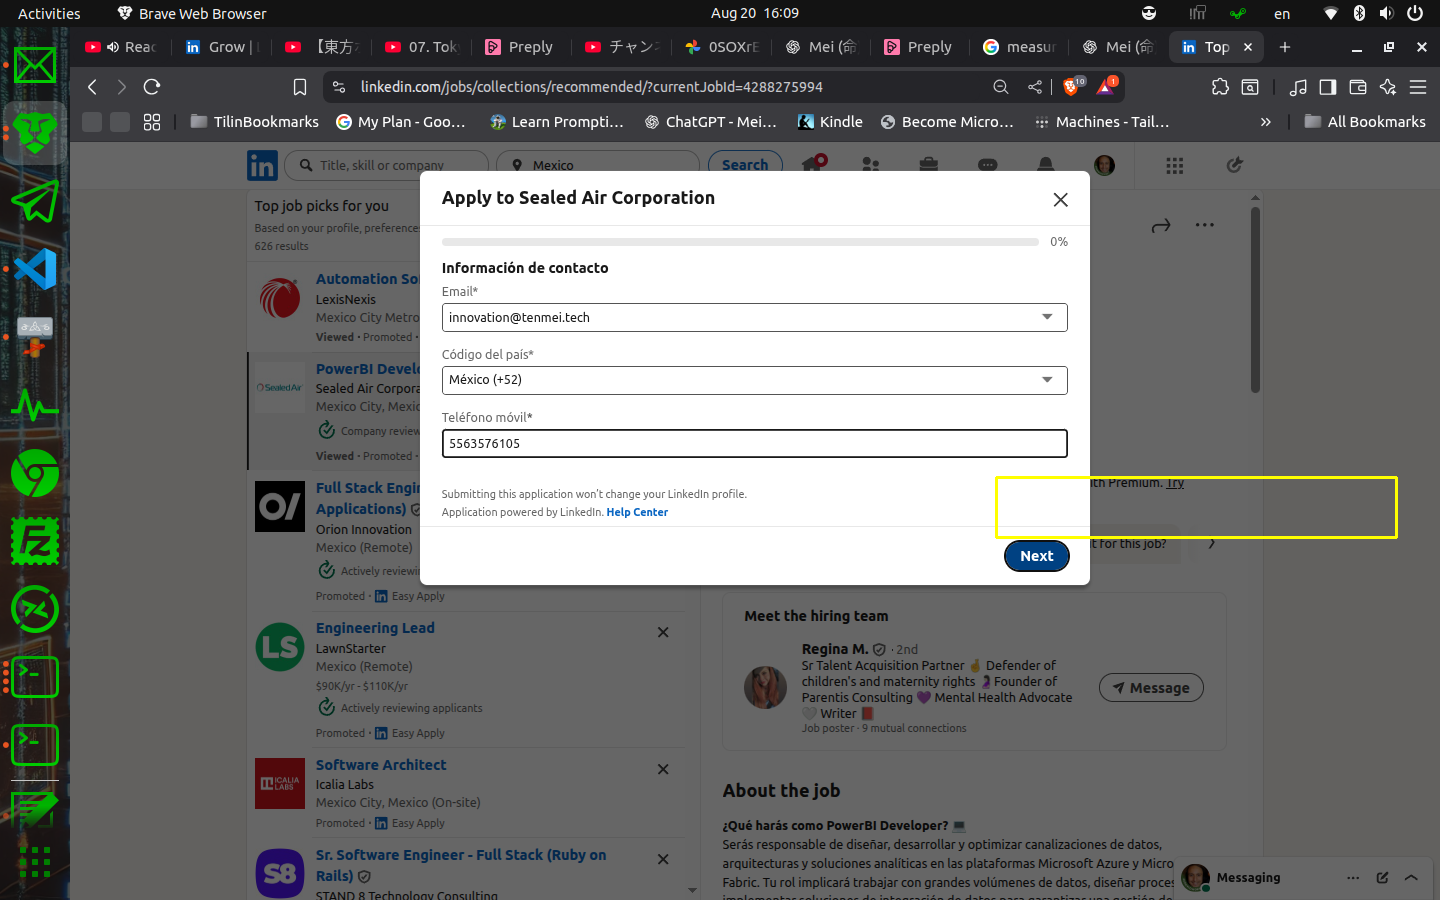 Activities
Brave Web Browser
Aug 20 16:09
en
Reac
Grow | L
【東方
07. Tok
Preply
チャン
0SOXrE
Mei (命
Preply
measur
Mei (命
Top
linkedin.com/jobs/collections/recommended/?currentJobId=4288275994
10
1
TilinBookmarks
My Plan - Goo...
Learn Prompti...
ChatGPT - Mei...
Kindle
Become Micro...
Machines - Tail...
All Bookmarks
Title, skill or company
Mexico
Search
Top job picks for you
Based on your profile, preference
626 results
Automation So
LexisNexis
Mexico City Metro
Viewed · Promoted ·
PowerBI Develo
Sealed Air Corpora
Mexico City, Mexic
Company review
Viewed · Promoted ·
Full Stack Engin
Applications)
Orion Innovation
Mexico (Remote)
Actively reviewing
Promoted · Easy Apply
Engineering Lead
LawnStarter
Mexico (Remote)
$90K/yr - $110K/yr
Actively reviewing applicants
Promoted · Easy Apply
Software Architect
Icalia Labs
Mexico City, Mexico (On-site)
Promoted · Easy Apply
Sr. Software Engineer - Full Stack (Ruby on
Rails)
STAND 8 Technology Consulting
Apply to Sealed Air Corporation
0%
Información de contacto
Email*
innovation@tenmei.tech
Código del país*
México (+52)
Teléfono móvil*
5563576105
Submitting this application won't change your LinkedIn profile.
Application powered by LinkedIn. Help Center
Next
th Premium. Try
t for this job?
Meet the hiring team
Regina M. · 2nd
Sr Talent Acquisition Partner 🤞 Defender of
children's and maternity rights 🤰Founder of
Parentis Consulting 💜 Mental Health Advocate
🤍 Writer 📕
Job poster · 9 mutual connections
Message
About the job
¿Qué harás como PowerBI Developer? 💻
Serás responsable de diseñar, desarrollar y optimizar canalizaciones de datos,
arquitecturas y soluciones analíticas en las plataformas Microsoft Azure y Micro
Fabric. Tu rol implicará trabajar con grandes volúmenes de datos, diseñar proces
Messaging